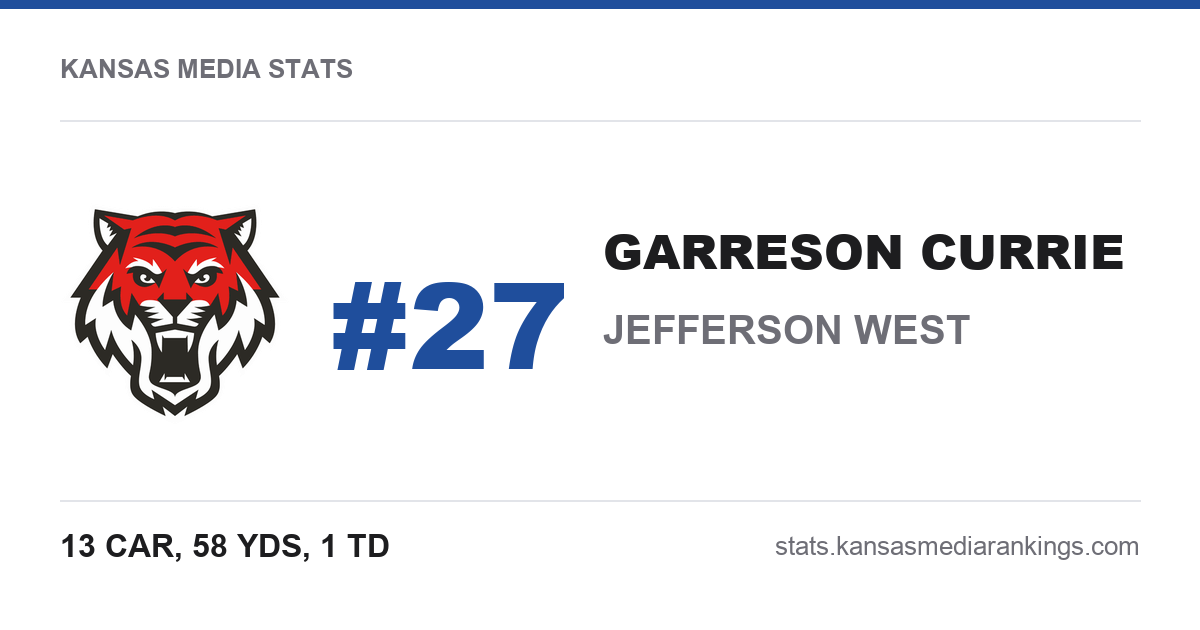 KANSAS MEDIA STATS
#27
GARRESON CURRIE
JEFFERSON WEST
13 CAR, 58 YDS, 1 TD
stats.kansasmediarankings.com